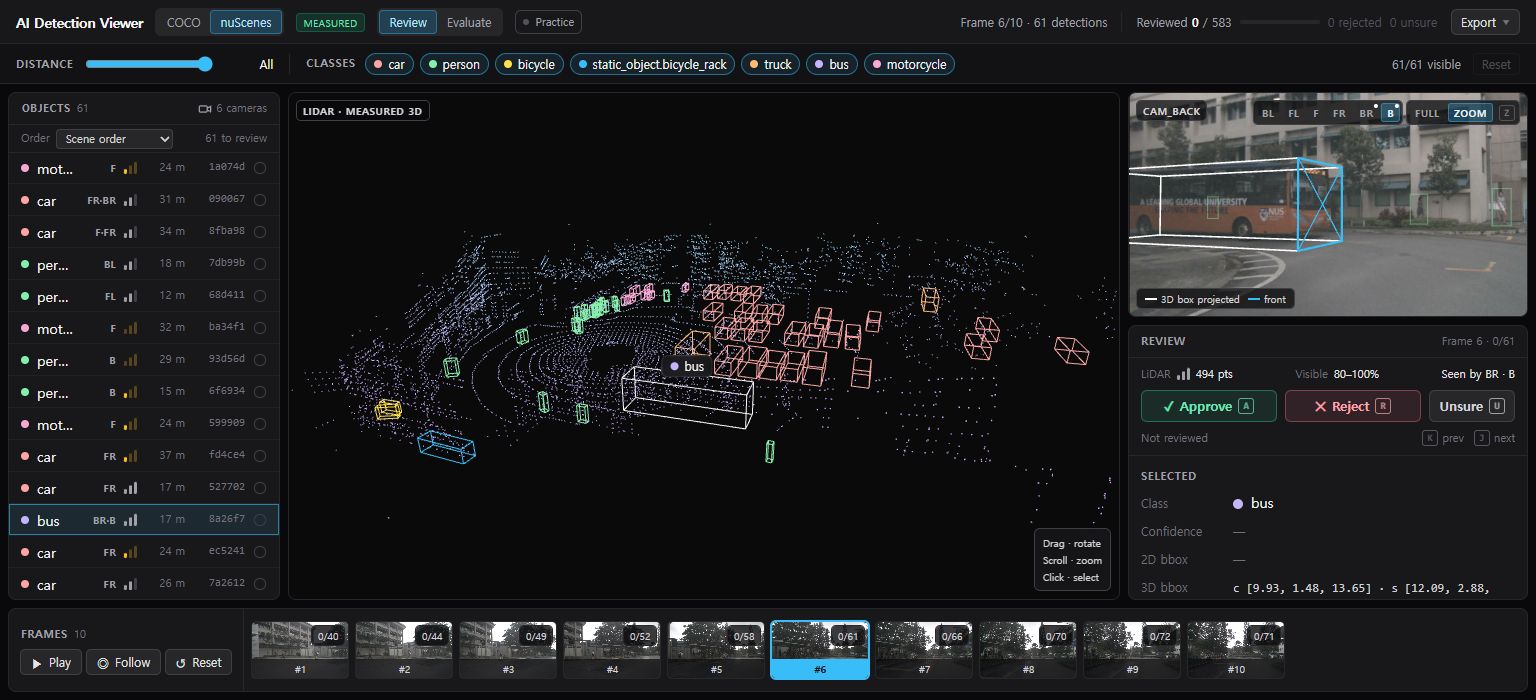 AI Detection Viewer COCO nuScenes MEASURED Review Evaluate Practice Frame 6/10 · 61 detections Reviewed 0 / 583 0 rejected 0 unsure Export
DISTANCE All CLASSES car person bicycle static_object.bicycle_rack truck bus motorcycle 61/61 visible Reset
OBJECTS 61 6 cameras
Order Scene order 61 to review
mot... F 24 m 1a074d
car FR·BR 31 m 090067
car F·FR 34 m 8fba98
per... BL 18 m 7db99b
per... FL 12 m 68d411
mot... F 32 m ba34f1
per... B 29 m 93d56d
per... B 15 m 6f6934
mot... F 24 m 599909
car FR 37 m fd4ce4
car FR 17 m 527702
bus BR·B 17 m 8a26f7
car FR 24 m ec5241
car FR 26 m 7a2612
LIDAR · MEASURED 3D
bus
Drag · rotate
Scroll · zoom
Click · select
CAM_BACK BL FL F FR BR B FULL ZOOM Z
A LEADING GLOBAL UNIVERSITY
NUS
3D box projected front
REVIEW Frame 6 · 0/61
LIDAR 494 pts Visible 80–100% Seen by BR · B
Approve A Reject R Unsure U
Not reviewed K prev J next
SELECTED
Class bus
Confidence —
2D bbox —
3D bbox c [9.93, 1.48, 13.65] · s [12.09, 2.88,
FRAMES 10
Play Follow Reset
0/40 0/44 0/49 0/52 0/58 0/61 0/66 0/70 0/72 0/71
#1 #2 #3 #4 #5 #6 #7 #8 #9 #10